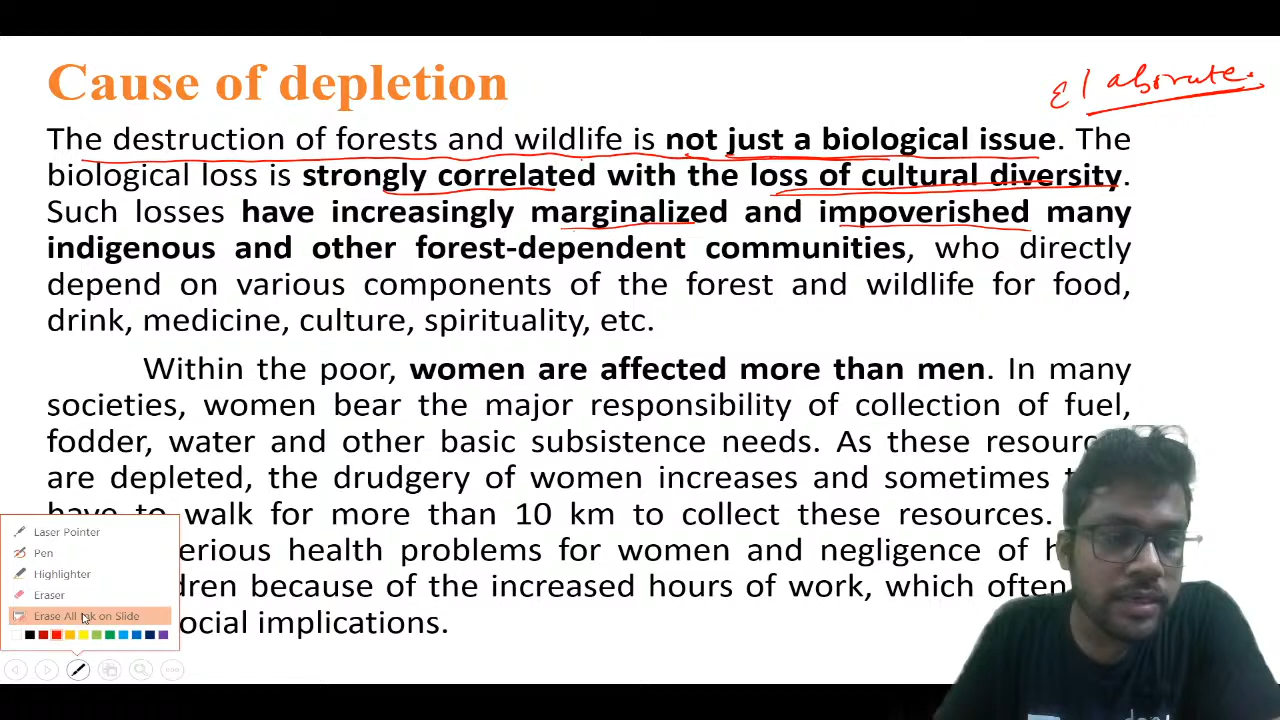 Cause of depletion
Elaborate.
The destruction of forests and wildlife is not just a biological issue. The
biological loss is strongly correlated with the loss of cultural diversity.
Such losses have increasingly marginalized and impoverished many
indigenous and other forest-dependent communities, who directly
depend on various components of the forest and wildlife for food,
drink, medicine, culture, spirituality, etc.
Within the poor, women are affected more than men. In many
societies, women bear the major responsibility of collection of fuel,
fodder, water and other basic subsistence needs. As these
are depleted, the drudgery of women increases and sometimes
have to walk for more than 10 km to collect these resources.
health problems for women and negligence of
because of the increased hours of work, which often
implications.
Laser Pointer
Pen
Highlighter
Eraser
Erase All Ink on Slide